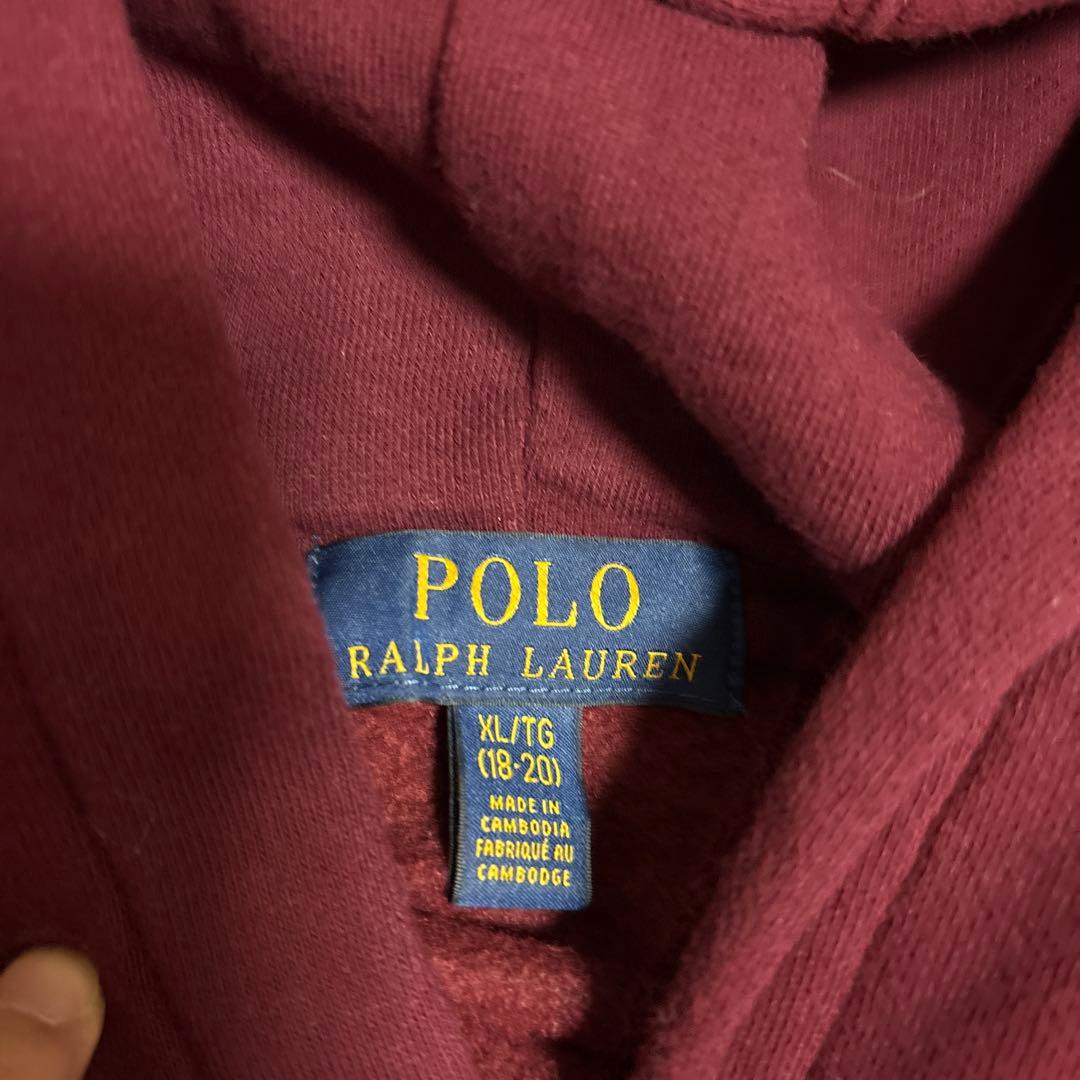 POLO
RALPH LAUREN
XL/TG
(18-20)
MADE IN
CAMBODIA
FABRIQUÉ AU
CAMBODGE